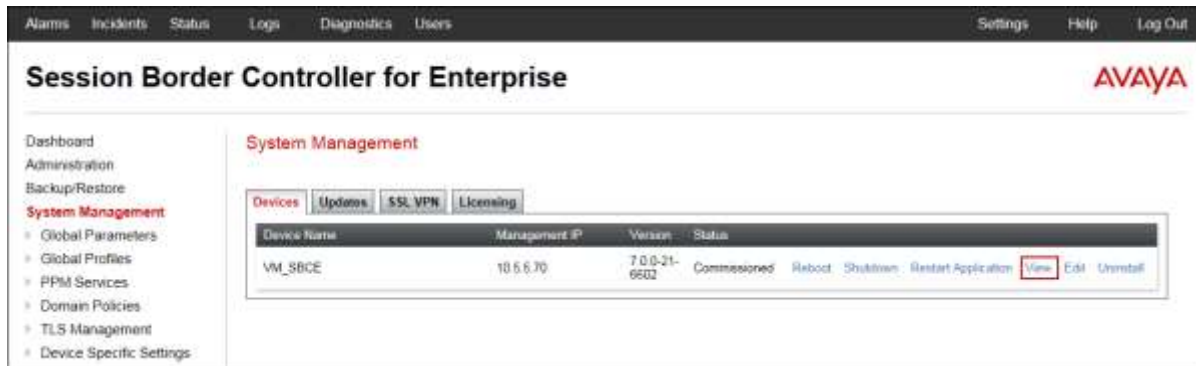 Alarms Incidents Status Logs Diagnostics Users Settings Help Log Out
Session Border Controller for Enterprise
AVAYA
Dashboard
Administration
Backup/Restore
System Management
Global Parameters
Global Profiles
PPM Services
Domain Policies
TLS Management
Device Specific Settings
System Management
Devices Updates SSL VPN Licensing
Device Name Management IP Version Status
VM_SBCE 10.5.5.70 7.0.0-21-6602 Commissioned Reboot Shutdown Restart Application View Edit Uninstall